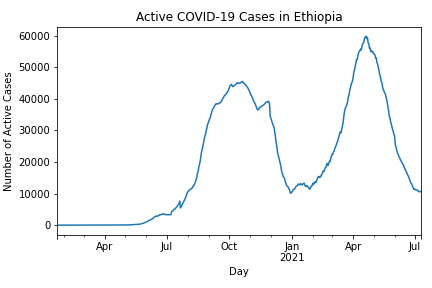 Active COVID-19 Cases in Ethiopia
60000
50000
40000
30000
20000
10000
0
Number of Active Cases
Apr Jul Oct Jan Apr Jul
2021
Day